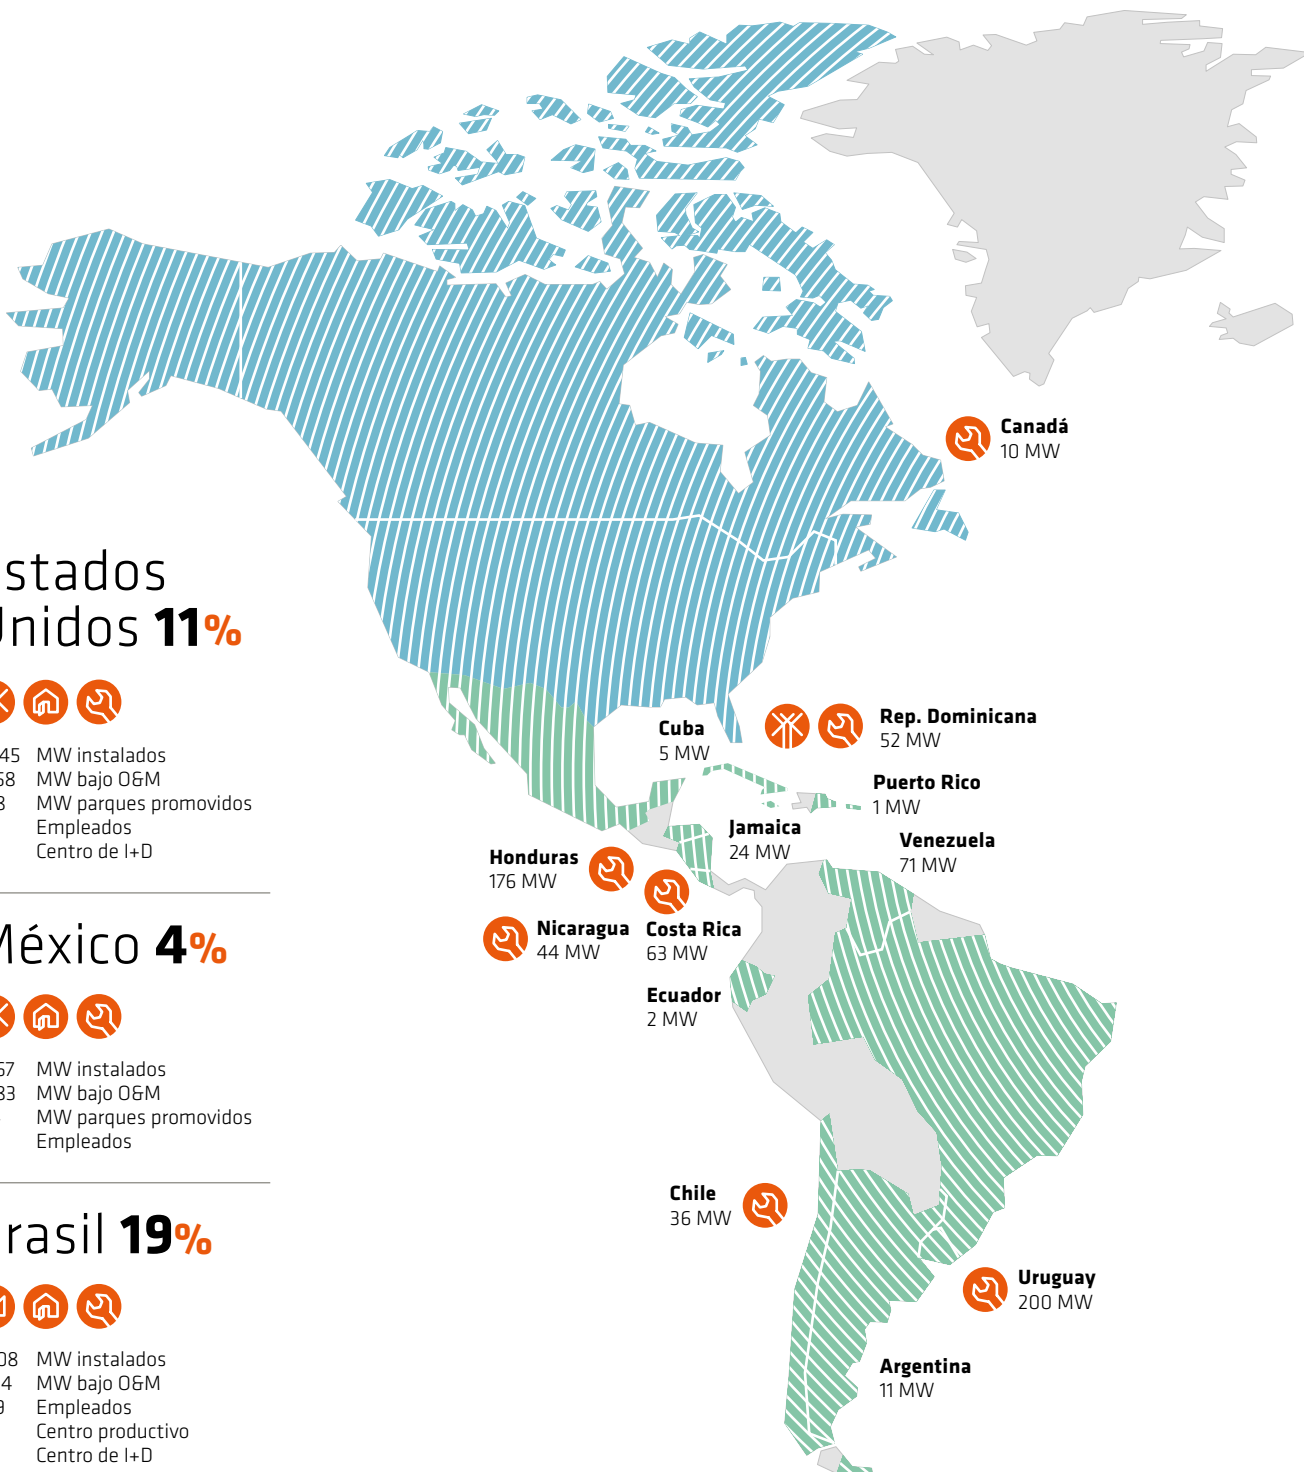 Canadá
10 MW
stados
Unidos 11%
45 MW instalados
58 MW bajo O&M
8 MW parques promovidos
Empleados
Centro de I+D
México 4%
57 MW instalados
83 MW bajo O&M
MW parques promovidos
Empleados
rasil 19%
08 MW instalados
4 MW bajo O&M
9 Empleados
Centro productivo
Centro de I+D
Cuba
5 MW
Rep. Dominicana
52 MW
Puerto Rico
1 MW
Jamaica
24 MW
Venezuela
71 MW
Honduras
176 MW
Nicaragua
44 MW
Costa Rica
63 MW
Ecuador
2 MW
Chile
36 MW
Uruguay
200 MW
Argentina
11 MW